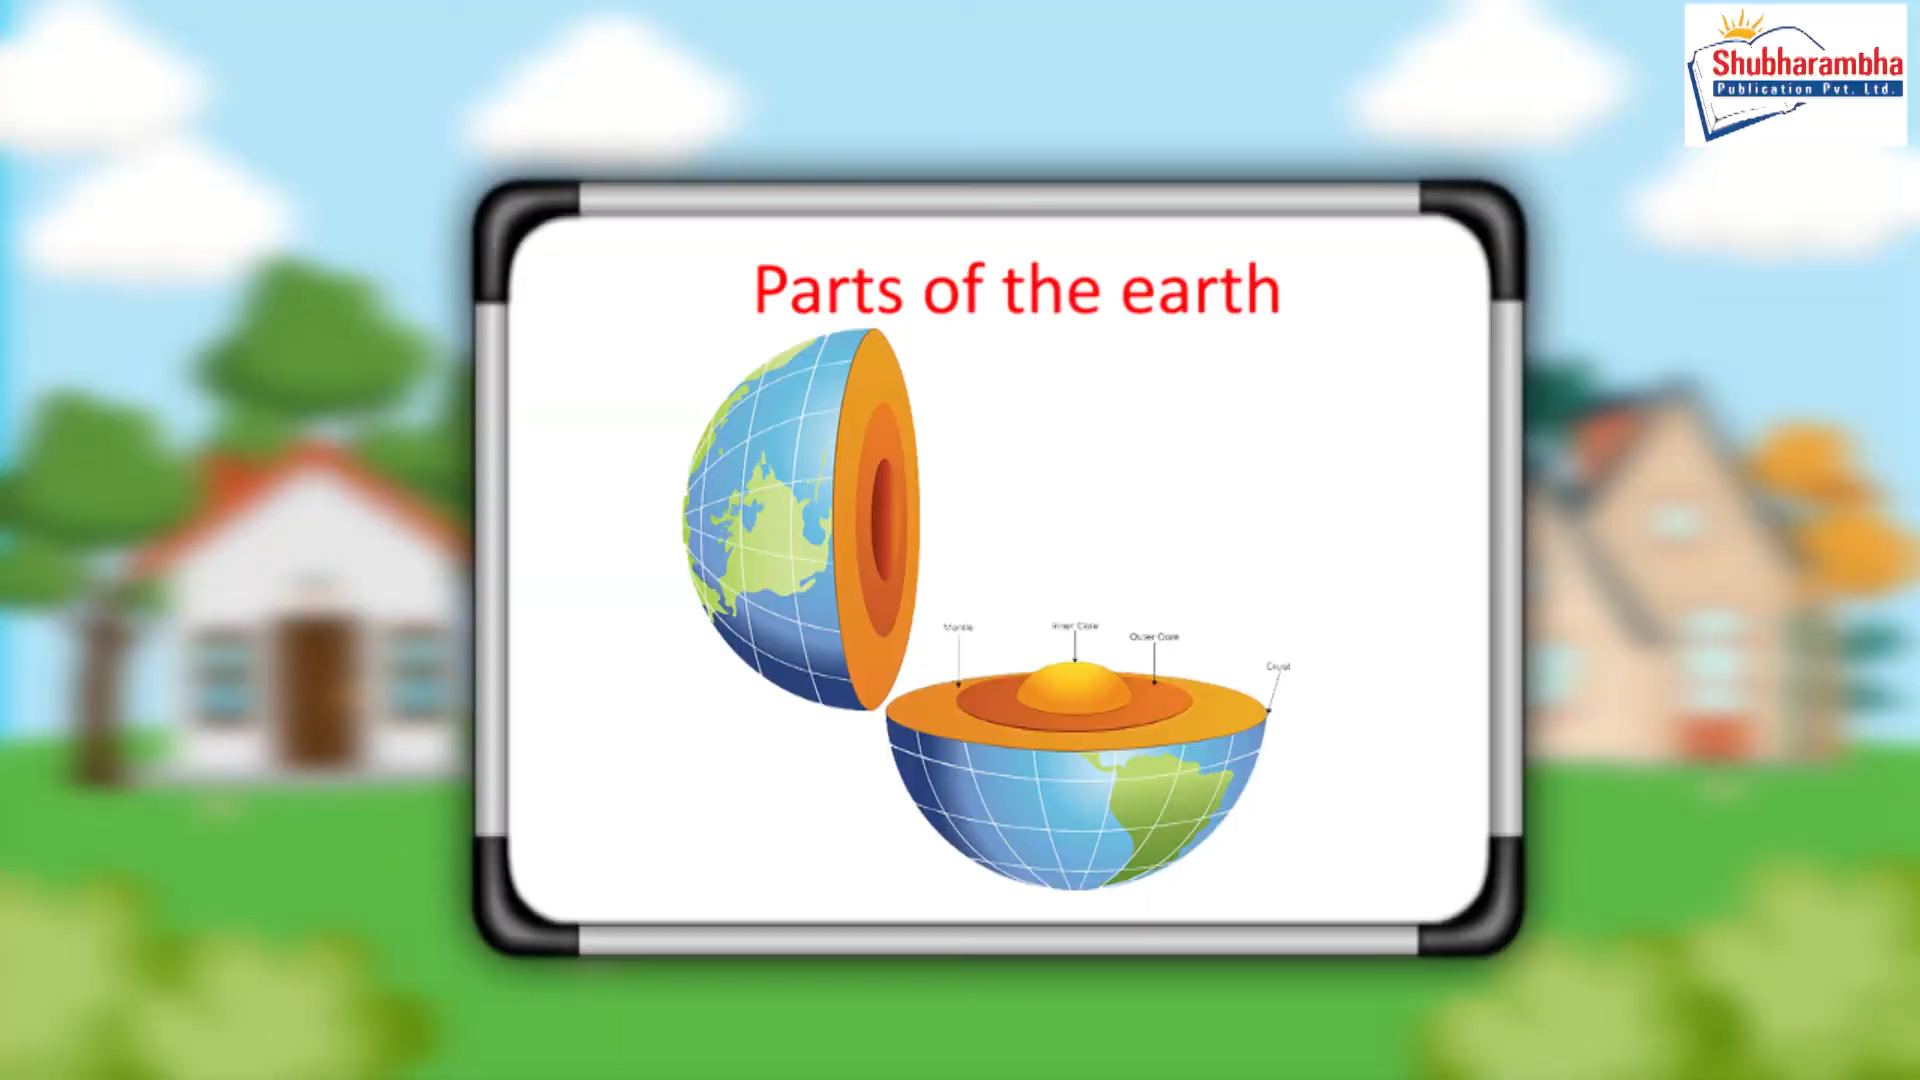 Shubharambha
Publication Pvt. Ltd.
Parts of the earth
Mantle
Inner Core
Outer Core
Crust